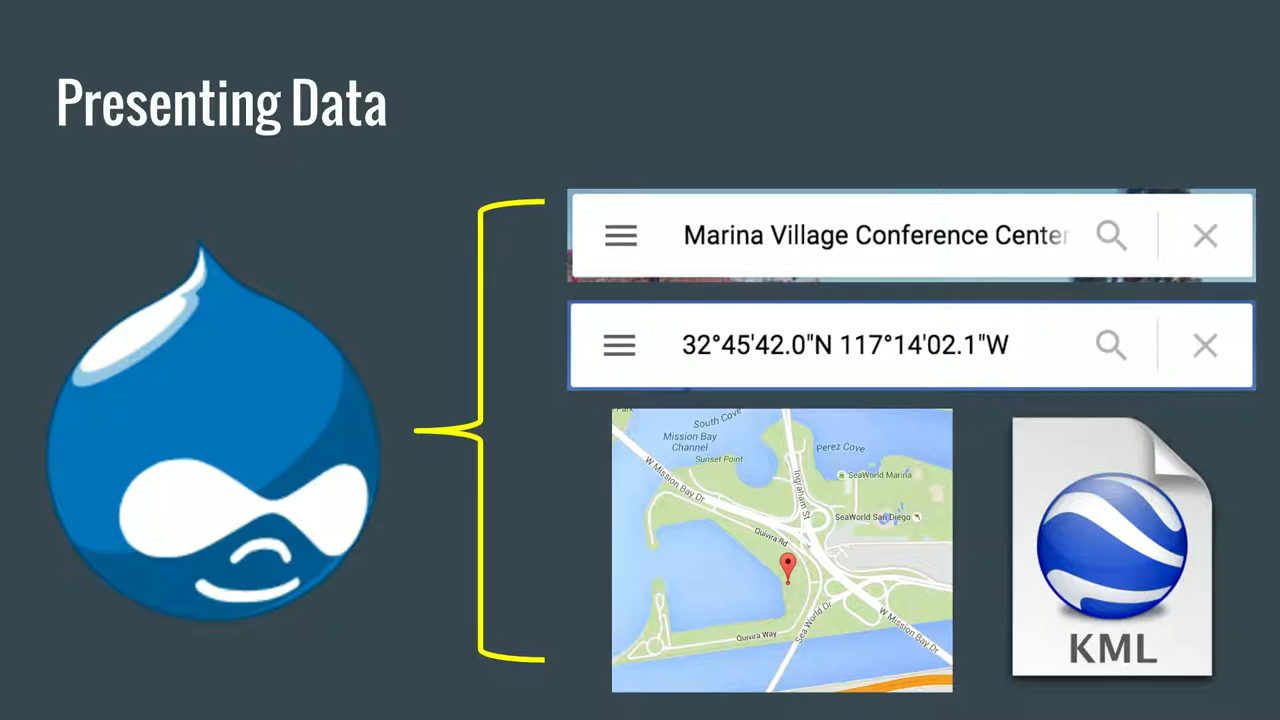 Presenting Data
Marina Village Conference Center
32°45'42.0"N 117°14'02.1"W
Park
South Cove
Mission Bay
Channel
Sunset Point
Perez Cove
W Mission Bay Dr
Ingraham St
SeaWorld Marina
SeaWorld San Diego
Quivira Rd
Quivira Way
Sea World Dr
W Mission Bay Dr
KML